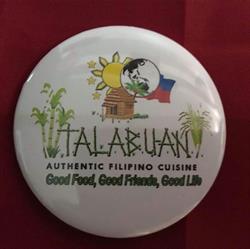 TALABUAN
AUTHENTIC FILIPINO CUISINE
Good Food, Good Friends, Good Life